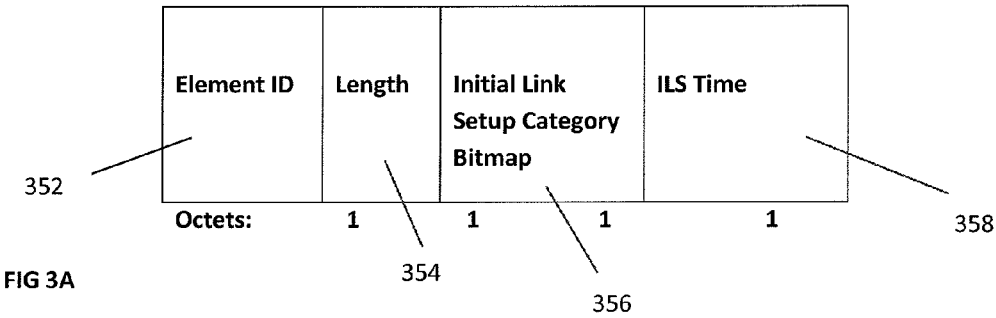 Element ID Length Initial Link ILS Time
Setup Category
Bitmap
352
Octets: 1 1 1 1
358
354
FIG 3A
356